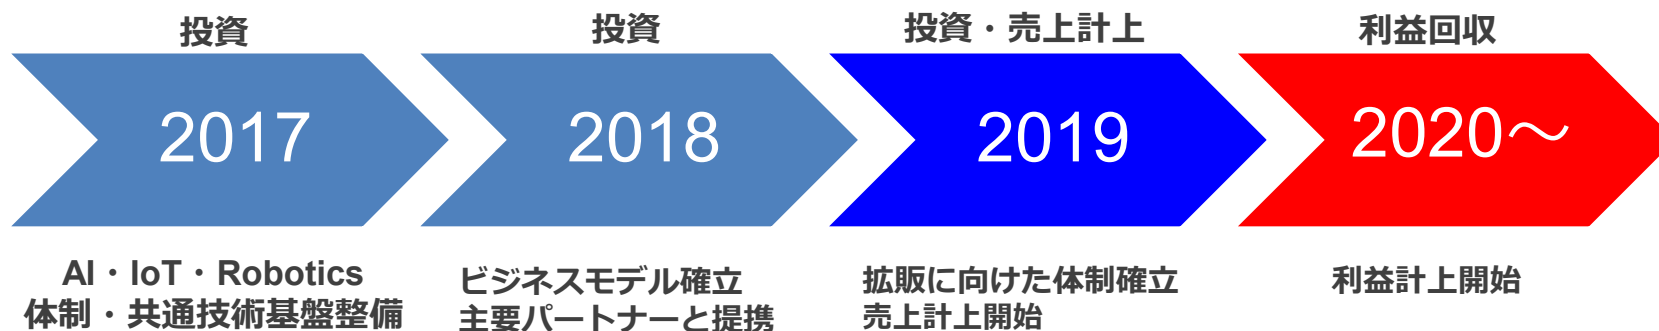 投資
2017
AI・IoT・Robotics
体制・共通技術基盤整備
投資
2018
ビジネスモデル確立
主要パートナーと提携
投資・売上計上
2019
拡販に向けた体制確立
売上計上開始
利益回収
2020～
利益計上開始